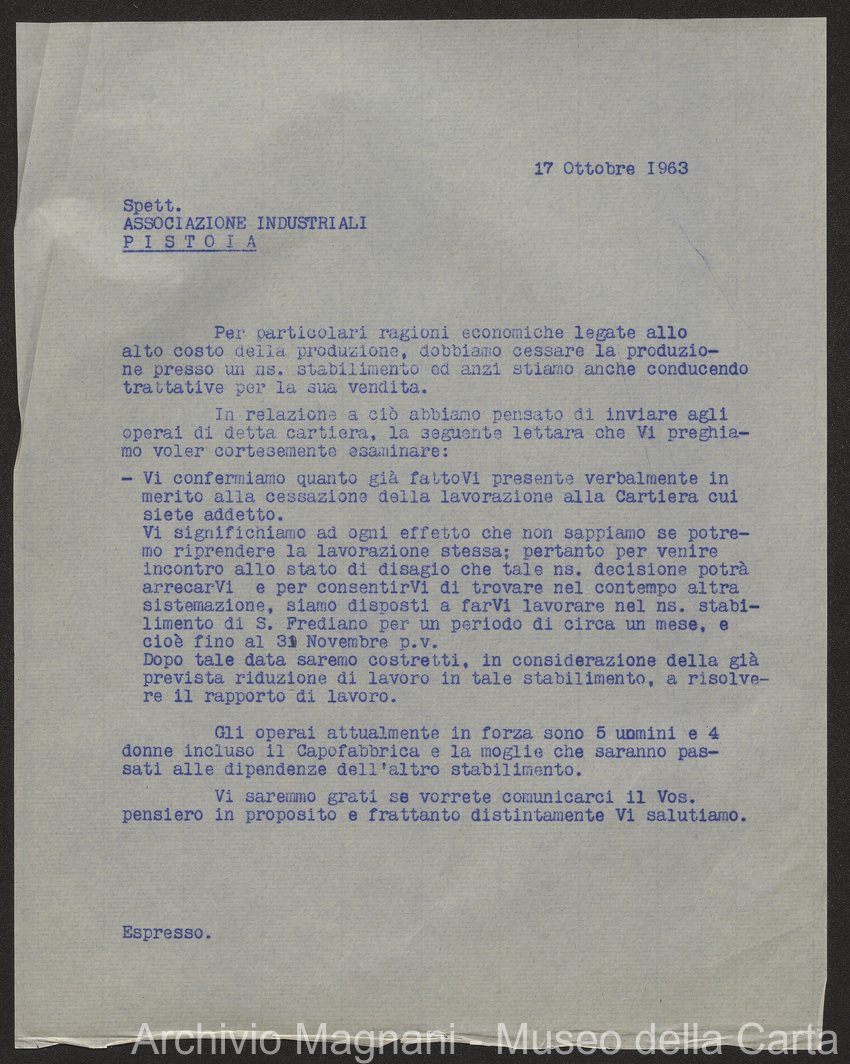 17 Ottobre I963
Spett.
ASSOCIAZIONE INDUSTRIALI
P I S T O I A
Per particolari ragioni economiche legate allo
alto costo della produzione, dobbiamo cessare la produzio-
ne presso un ns. stabilimento ed anzi stiamo anche conducendo
trattative per la sua vendita.
In relazione a ciò abbiamo pensato di inviare agli
operai di detta cartiera, la seguente lettara che Vi preghia-
mo voler cortesemente esaminare:
- Vi confermiamo quanto già fattoVi presente verbalmente in
merito alla cessazione della lavorazione alla Cartiera cui
siete addetto.
Vi significhiamo ad ogni effetto che non sappiamo se potre-
mo riprendere la lavorazione stessa; pertanto per venire
incontro allo stato di disagio che tale ns. decisione potrà
arrecarVi e per consentirVi di trovare nel contempo altra
sistemazione, siamo disposti a farVi lavorare nel ns. stabi-
limento di S. Frediano per un periodo di circa un mese, e
cioè fino al Novembre p.v.
Dopo tale data saremo costretti, in considerazione della già
prevista riduzione di lavoro in tale stabilimento, a risolve-
re il rapporto di lavoro.
Gli operai attualmente in forza sono 5 uomini e 4
donne incluso il Capofabbrica e la moglie che saranno pas-
sati alle dipendenze dell'altro stabilimento.
Vi saremmo grati se vorrete comunicarci il Vos.
pensiero in proposito e frattanto distintamente Vi salutiamo.
Espresso.
Archivio Magnani - Museo della Carta